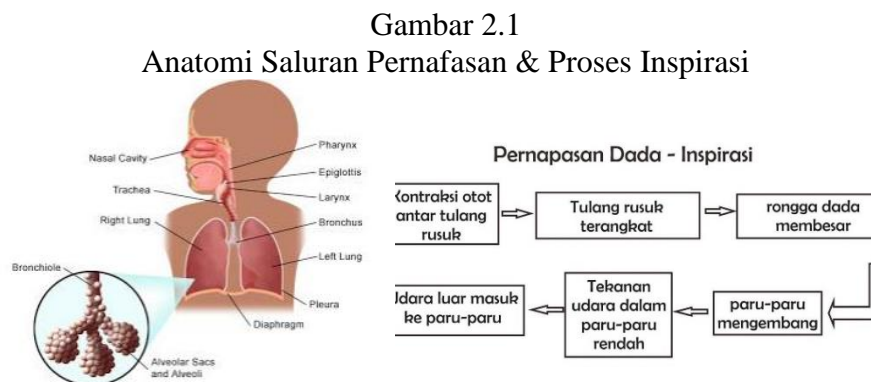 Gambar 2.1
Anatomi Saluran Pernafasan & Proses Inspirasi
Nasal Cavity
Trachea
Right Lung
Bronchiole
Pharynx
Epiglottis
Larynx
Bronchus
Left Lung
Pleura
Diaphragm
Alveolar Sacs
and Alveoli
Pernapasan Dada - Inspirasi
Kontraksi otot
antar tulang
rusuk
Tulang rusuk
terangkat
rongga dada
membesar
paru-paru
mengembang
Tekanan
udara dalam
paru-paru
rendah
Udara luar masuk
ke paru-paru